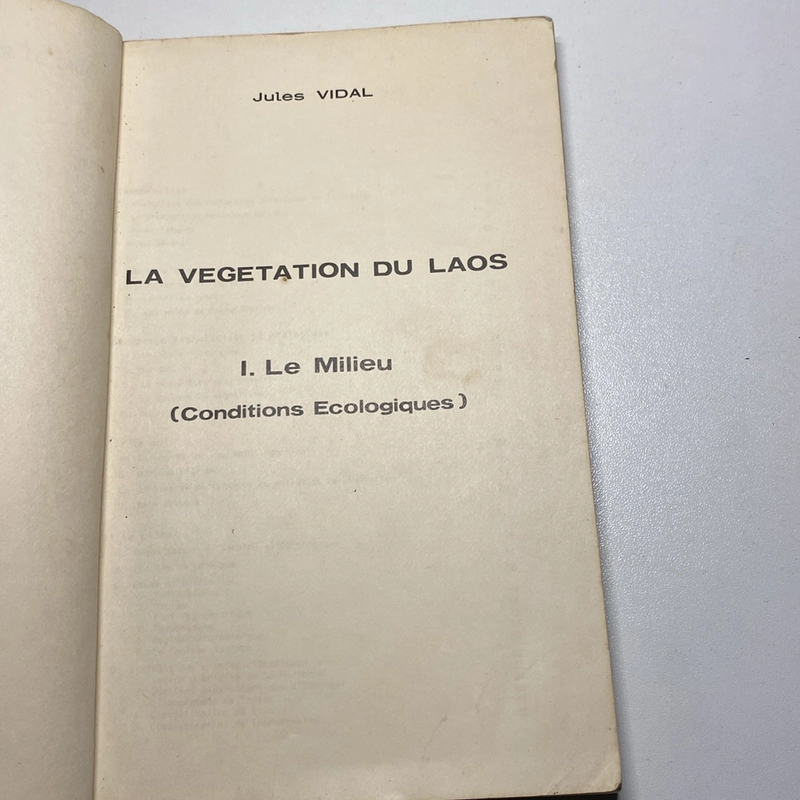 Jules VIDAL
LA VEGETATION DU LAOS
I. Le Milieu
(Conditions Ecologiques)